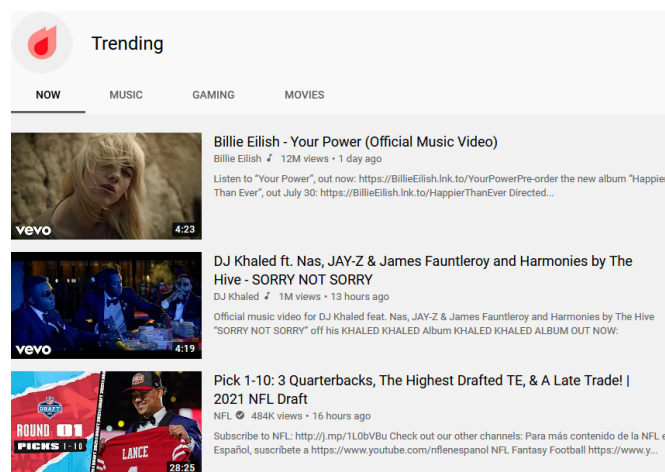 Trending
NOW MUSIC GAMING MOVIES
vevo
4:23
Billie Eilish - Your Power (Official Music Video)
Billie Eilish 12M views • 1 day ago
Listen to “Your Power”, out now: https://BillieEilish.lnk.to/YourPowerPre-order the new album “Happier
Than Ever”, out July 30: https://BillieEilish.lnk.to/HappierThanEver Directed...
vevo
4:19
DJ Khaled ft. Nas, JAY-Z & James Fauntleroy and Harmonies by The
Hive - SORRY NOT SORRY
DJ Khaled 1M views • 13 hours ago
Official music video for DJ Khaled feat. Nas, JAY-Z & James Fauntleroy and Harmonies by The Hive
“SORRY NOT SORRY” off his KHALED KHALED Album KHALED KHALED ALBUM OUT NOW:
DRAFT
ROUND 01
PICKS 1-10
LANCE
28:25
Pick 1-10: 3 Quarterbacks, The Highest Drafted TE, & A Late Trade! |
2021 NFL Draft
NFL 484K views • 16 hours ago
Subscribe to NFL: http://j.mp/1L0bVBu Check out our other channels: Para más contenido de la NFL e
Español, suscríbete a https://www.youtube.com/nflenespanol NFL Fantasy Football https://www.y...